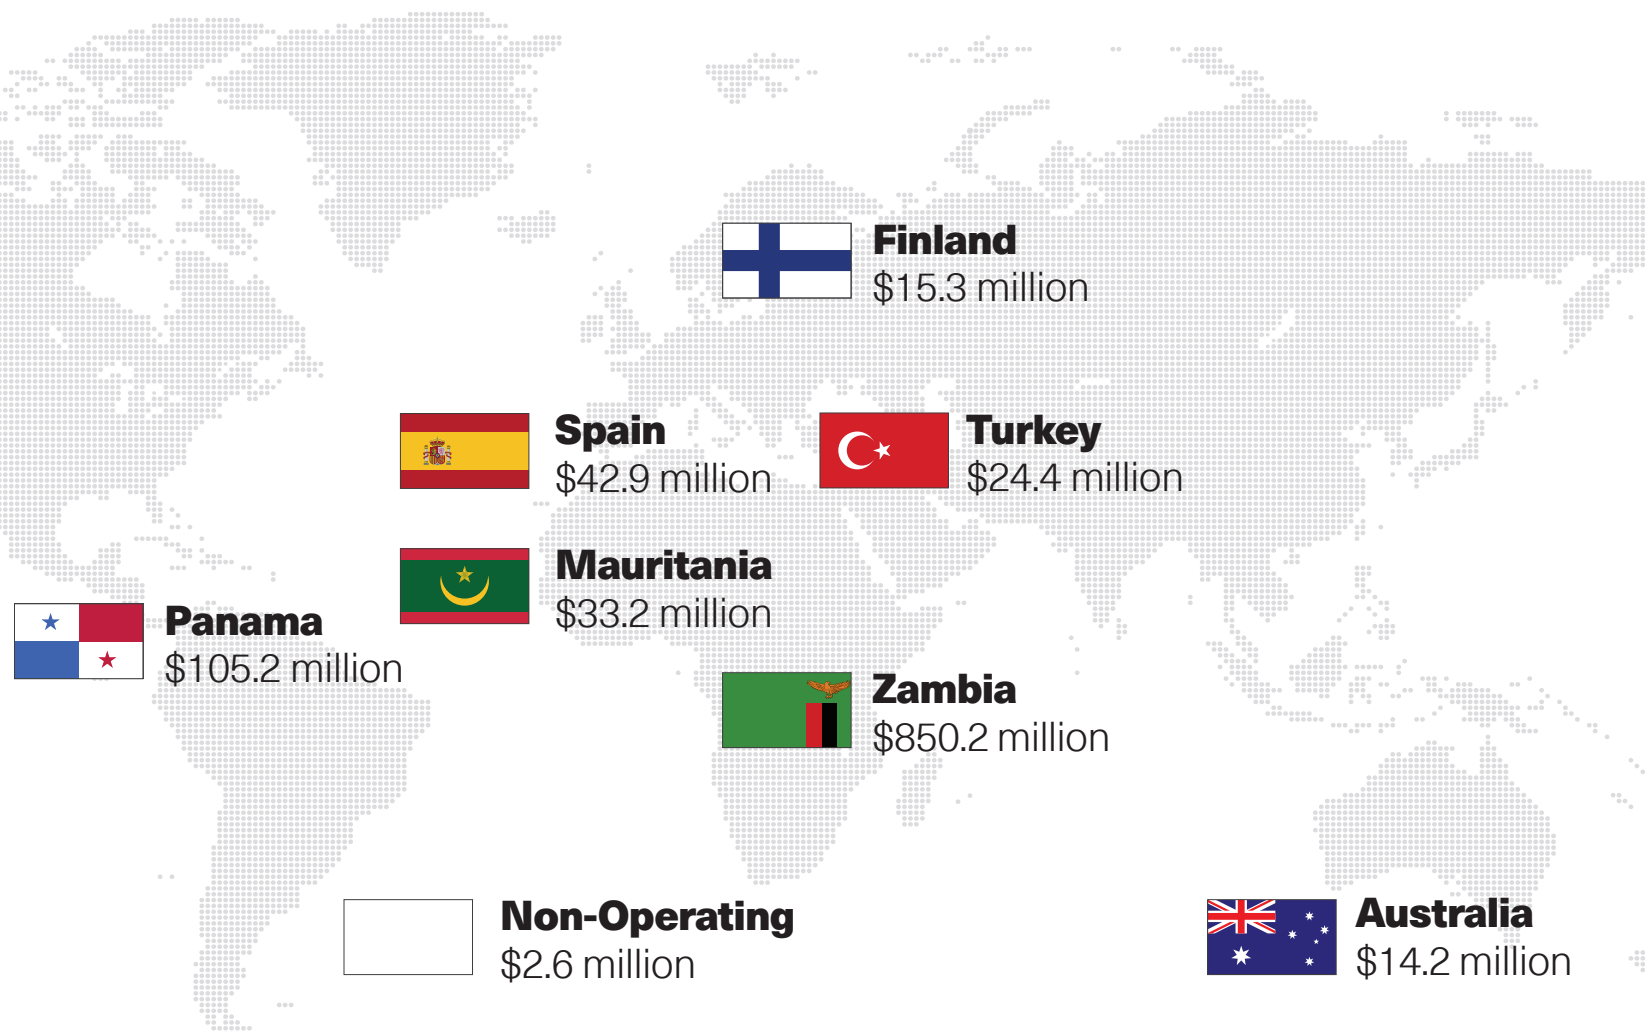 Finland
$15.3 million
Spain
$42.9 million
Turkey
$24.4 million
Mauritania
$33.2 million
Panama
$105.2 million
Zambia
$850.2 million
Non-Operating
$2.6 million
Australia
$14.2 million